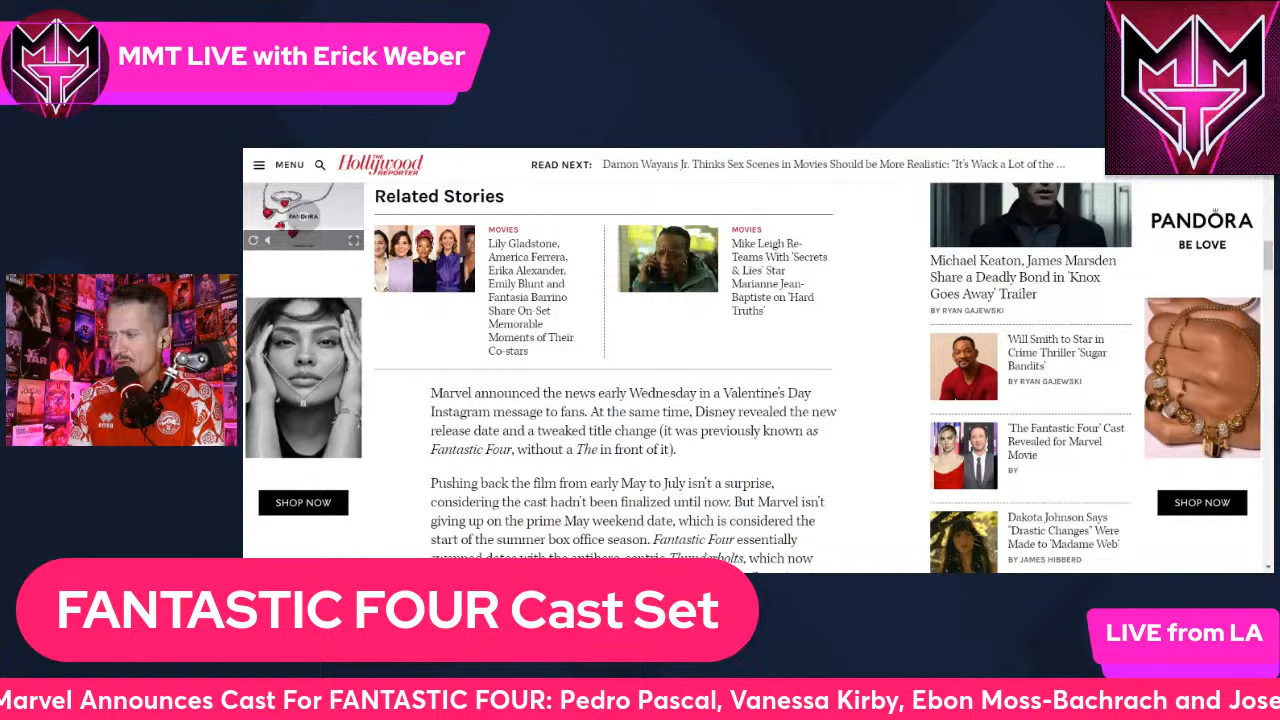 MMT LIVE with Erick Weber
MENU
THE
Hollywood
REPORTER
READ NEXT: Damon Wayans Jr. Thinks Sex Scenes in Movies Should be More Realistic: "It's Wack a Lot of the ...
PANDORA
Related Stories
MOVIES
Lily Gladstone,
America Ferrera,
Erika Alexander,
Emily Blunt and
Fantasia Barrino
Share On-Set
Memorable
Moments of Their
Co-stars
MOVIES
Mike Leigh Re-
Teams With 'Secrets
& Lies' Star
Marianne Jean-
Baptiste on 'Hard
Truths'
Marvel announced the news early Wednesday in a Valentine's Day
Instagram message to fans. At the same time, Disney revealed the new
release date and a tweaked title change (it was previously known as
Fantastic Four, without a The in front of it).
Pushing back the film from early May to July isn't a surprise,
considering the cast hadn't been finalized until now. But Marvel isn't
giving up on the prime May weekend date, which is considered the
start of the summer box office season. Fantastic Four essentially
swapped dates with the antihero-centric Thunderbolts, which now
Michael Keaton, James Marsden
Share a Deadly Bond in 'Knox
Goes Away' Trailer
BY RYAN GAJEWSKI
Will Smith to Star in
Crime Thriller 'Sugar
Bandits'
BY RYAN GAJEWSKI
'The Fantastic Four' Cast
Revealed for Marvel
Movie
BY
Dakota Johnson Says
"Drastic Changes" Were
Made to 'Madame Web'
BY JAMES HIBBERD
PANDÖRA
BE LOVE
SHOP NOW
SHOP NOW
FANTASTIC FOUR Cast Set
LIVE from LA
Marvel Announces Cast For FANTASTIC FOUR: Pedro Pascal, Vanessa Kirby, Ebon Moss-Bachrach and Jose